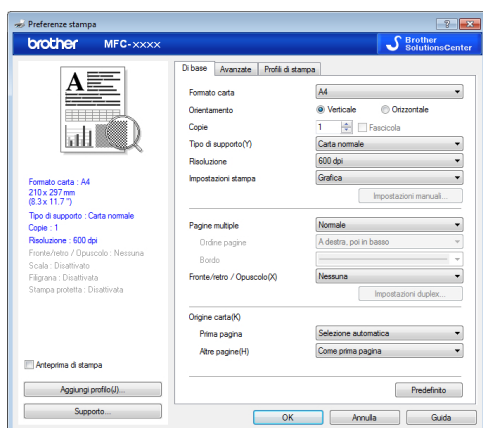 Preferenze stampa
brother MFC-xxxx
Brother
SolutionsCenter
A
Formato carta : A4
210 x 297 mm
(8.3 x 11.7 ")
Tipo di supporto : Carta normale
Copie : 1
Risoluzione : 600 dpi
Fronte/retro / Opuscolo : Nessuna
Scala : Disattivato
Filigrana : Disattivata
Stampa protetta : Disattivata
Anteprima di stampa
Aggiungi profilo(J)...
Supporto...
Di base Avanzate Profili di stampa
Formato carta A4
Orientamento Verticale Orizzontale
Copie 1 Fascicola
Tipo di supporto(Y) Carta normale
Risoluzione 600 dpi
Impostazioni stampa Grafica
Impostazioni manuali...
Pagine multiple Normale
Ordine pagine A destra, poi in basso
Bordo
Fronte/retro / Opuscolo(X) Nessuna
Impostazioni duplex...
Origine carta(K)
Prima pagina Selezione automatica
Altre pagine(H) Come prima pagina
Predefinito
OK Annulla Guida